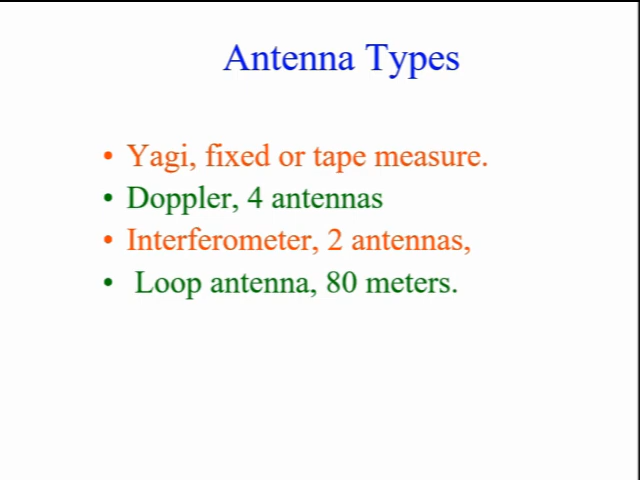 Antenna Types
• Yagi, fixed or tape measure.
• Doppler, 4 antennas
• Interferometer, 2 antennas,
• Loop antenna, 80 meters.